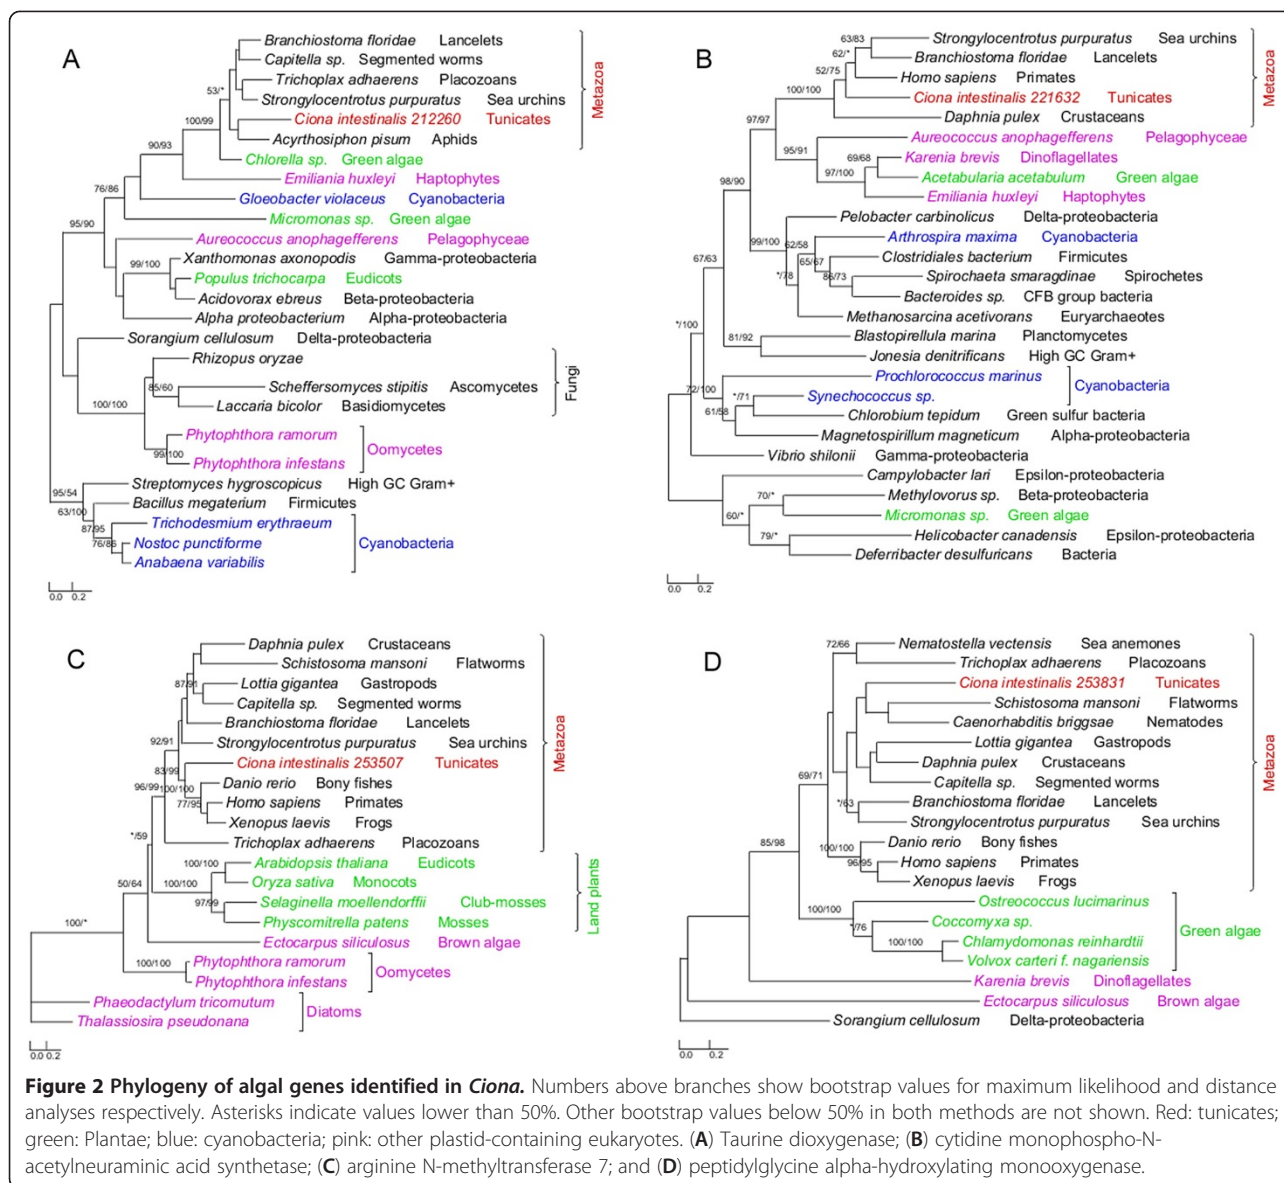 A
Branchiostoma floridae Lancelets
Capitella sp. Segmented worms
Trichoplax adhaerens Placozoans
Strongylocentrotus purpuratus Sea urchins
Ciona intestinalis 212260 Tunicates
Acyrthosiphon pisum Aphids
Metazoa
Chlorella sp. Green algae
Emiliania huxleyi Haptophytes
Gloeobacter violaceus Cyanobacteria
Micromonas sp. Green algae
Aureococcus anophagefferens Pelagophyceae
Xanthomonas axonopodis Gamma-proteobacteria
Populus trichocarpa Eudicots
Acidovorax ebreus Beta-proteobacteria
Alpha proteobacterium Alpha-proteobacteria
Sorangium cellulosum Delta-proteobacteria
Rhizopus oryzae
Scheffersomyces stipitis Ascomycetes
Laccaria bicolor Basidiomycetes
Fungi
Phytophthora ramorum
Phytophthora infestans
Oomycetes
Streptomyces hygroscopicus High GC Gram+
Bacillus megaterium Firmicutes
Trichodesmium erythraeum
Nostoc punctiforme
Anabaena variabilis
Cyanobacteria
53/*
100/99
90/93
76/86
95/90
99/100
85/60
100/100
99/100
95/54
63/100
87/95
76/86
0.0 0.2
B
Strongylocentrotus purpuratus Sea urchins
Branchiostoma floridae Lancelets
Homo sapiens Primates
Ciona intestinalis 221632 Tunicates
Daphnia pulex Crustaceans
Metazoa
Aureococcus anophagefferens Pelagophyceae
Karenia brevis Dinoflagellates
Acetabularia acetabulum Green algae
Emiliania huxleyi Haptophytes
Pelobacter carbinolicus Delta-proteobacteria
Arthrospira maxima Cyanobacteria
Clostridiales bacterium Firmicutes
Spirochaeta smaragdinae Spirochetes
Bacteroides sp. CFB group bacteria
Methanosarcina acetivorans Euryarchaeotes
Blastopirellula marina Planctomycetes
Jonesia denitrificans High GC Gram+
Prochlorococcus marinus
Synechococcus sp.
Cyanobacteria
Chlorobium tepidum Green sulfur bacteria
Magnetospirillum magneticum Alpha-proteobacteria
Vibrio shilonii Gamma-proteobacteria
Campylobacter lari Epsilon-proteobacteria
Methylovorus sp. Beta-proteobacteria
Micromonas sp. Green algae
Helicobacter canadensis Epsilon-proteobacteria
Deferribacter desulfuricans Bacteria
63/83
62/*
52/75
100/100
97/97
95/91
69/68
97/100
98/90
99/100
62/58
65/67
*/78
86/73
67/63
*/100
81/92
72/100
*/71
61/58
70/*
60/*
79/*
0.0 0.2
C
Daphnia pulex Crustaceans
Schistosoma mansoni Flatworms
Lottia gigantea Gastropods
Capitella sp. Segmented worms
Branchiostoma floridae Lancelets
Strongylocentrotus purpuratus Sea urchins
Ciona intestinalis 253507 Tunicates
Danio rerio Bony fishes
Homo sapiens Primates
Xenopus laevis Frogs
Trichoplax adhaerens Placozoans
Metazoa
Arabidopsis thaliana Eudicots
Oryza sativa Monocots
Selaginella moellendorffii Club-mosses
Physcomitrella patens Mosses
Land plants
Ectocarpus siliculosus Brown algae
Phytophthora ramorum
Phytophthora infestans
Oomycetes
Phaeodactylum tricornutum
Thalassiosira pseudonana
Diatoms
87/91
92/91
83/99
96/99
100/100
77/95
*/59
100/100
100/100
97/99
50/64
100/*
100/100
0.0 0.2
D
Nematostella vectensis Sea anemones
Trichoplax adhaerens Placozoans
Ciona intestinalis 253831 Tunicates
Schistosoma mansoni Flatworms
Caenorhabditis briggsae Nematodes
Lottia gigantea Gastropods
Daphnia pulex Crustaceans
Capitella sp. Segmented worms
Branchiostoma floridae Lancelets
Strongylocentrotus purpuratus Sea urchins
Danio rerio Bony fishes
Homo sapiens Primates
Xenopus laevis Frogs
Metazoa
Ostreococcus lucimarinus
Coccomyxa sp.
Chlamydomonas reinhardtii
Volvox carteri f. nagariensis
Green algae
Karenia brevis Dinoflagellates
Ectocarpus siliculosus Brown algae
Sorangium cellulosum Delta-proteobacteria
72/66
69/71
*/63
100/100
96/95
85/98
100/100
*/76
100/100
0.0 0.2
Figure 2 Phylogeny of algal genes identified in Ciona. Numbers above branches show bootstrap values for maximum likelihood and distance
analyses respectively. Asterisks indicate values lower than 50%. Other bootstrap values below 50% in both methods are not shown. Red: tunicates;
green: Plantae; blue: cyanobacteria; pink: other plastid-containing eukaryotes. (A) Taurine dioxygenase; (B) cytidine monophospho-N-
acetylneuraminic acid synthetase; (C) arginine N-methyltransferase 7; and (D) peptidylglycine alpha-hydroxylating monooxygenase.